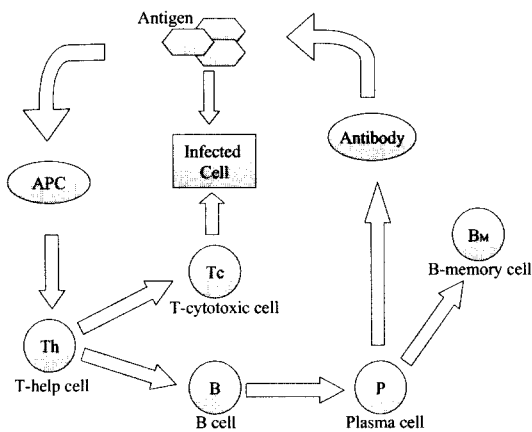 Antigen
Infected
Cell
Antibody
APC
BM
B-memory cell
Tc
T-cytotoxic cell
Th
T-help cell
B
B cell
P
Plasma cell